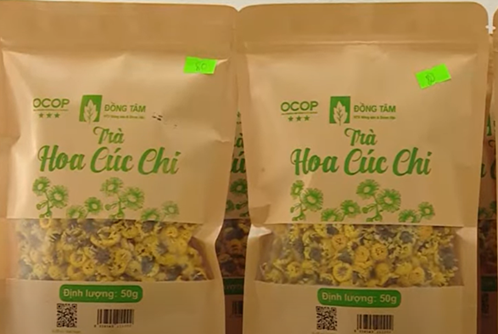 50
OCOP
ĐỒNG TÂM
Trà
Hoa Cúc Chi
Định lượng: 50g
OCOP
ĐỒNG TÂM
Trà
Hoa Cúc Chi
Định lượng: 50g